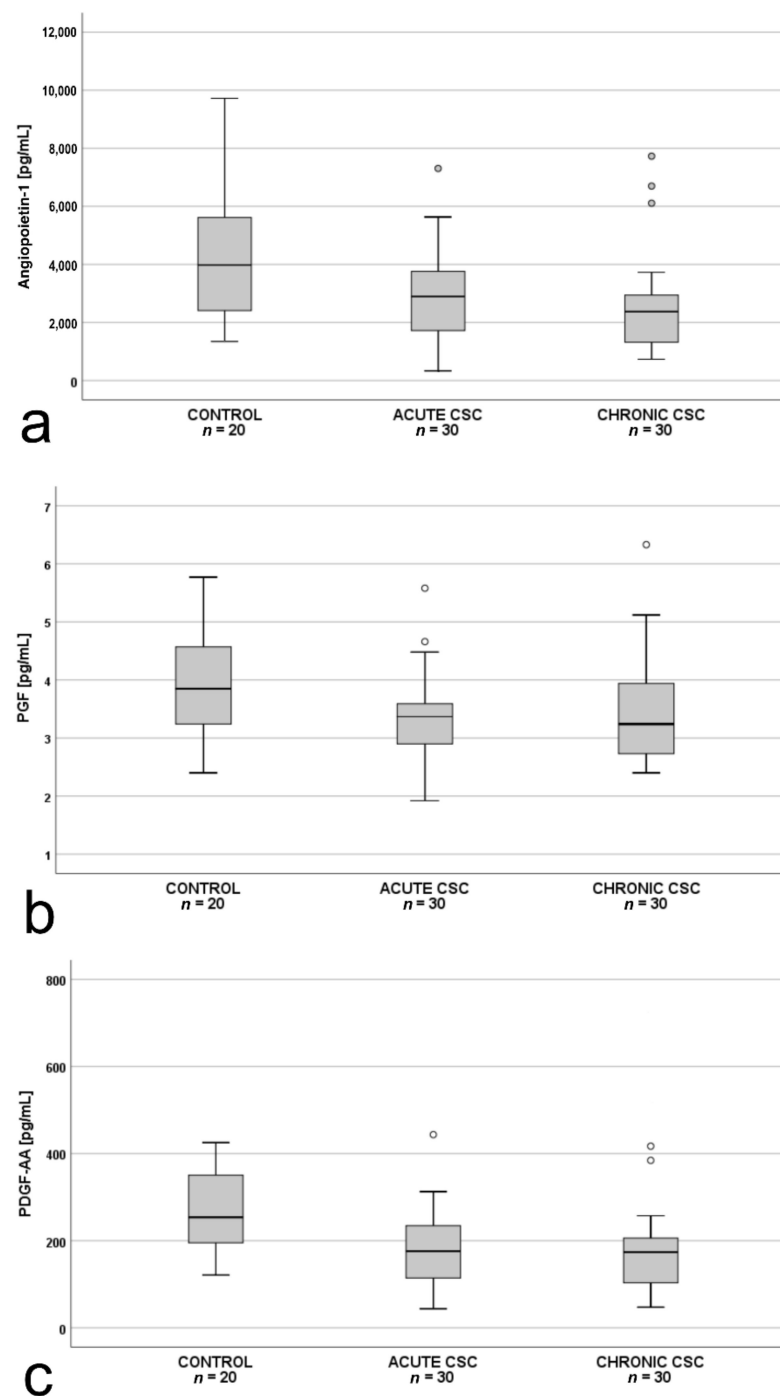 12,000
10,000
8,000
6,000
4,000
2,000
0
Angiopoietin-1 [pg/mL]
CONTROL
n = 20
ACUTE CSC
n = 30
CHRONIC CSC
n = 30
a
7
6
5
4
3
2
1
PGF [pg/mL]
CONTROL
n = 20
ACUTE CSC
n = 30
CHRONIC CSC
n = 30
b
800
600
400
200
0
PDGF-AA [pg/mL]
CONTROL
n = 20
ACUTE CSC
n = 30
CHRONIC CSC
n = 30
c